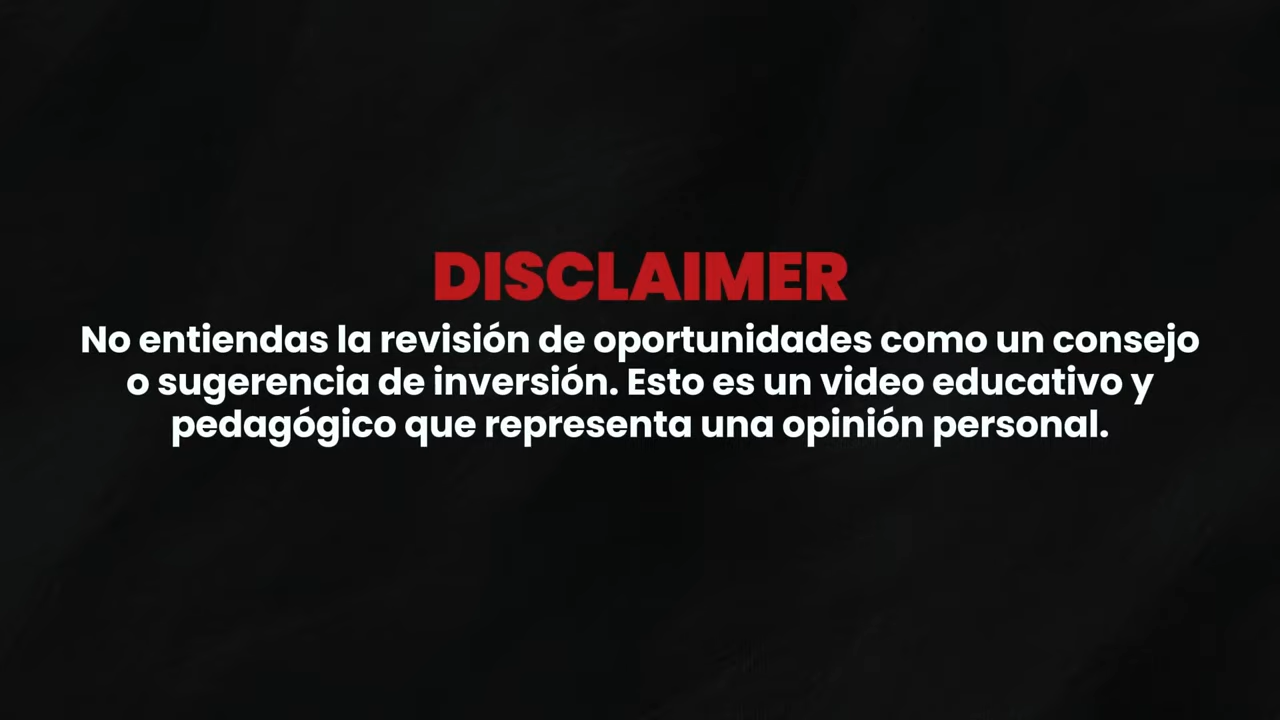 DISCLAIMER
No entiendas la revisión de oportunidades como un consejo
o sugerencia de inversión. Esto es un video educativo y
pedagógico que representa una opinión personal.